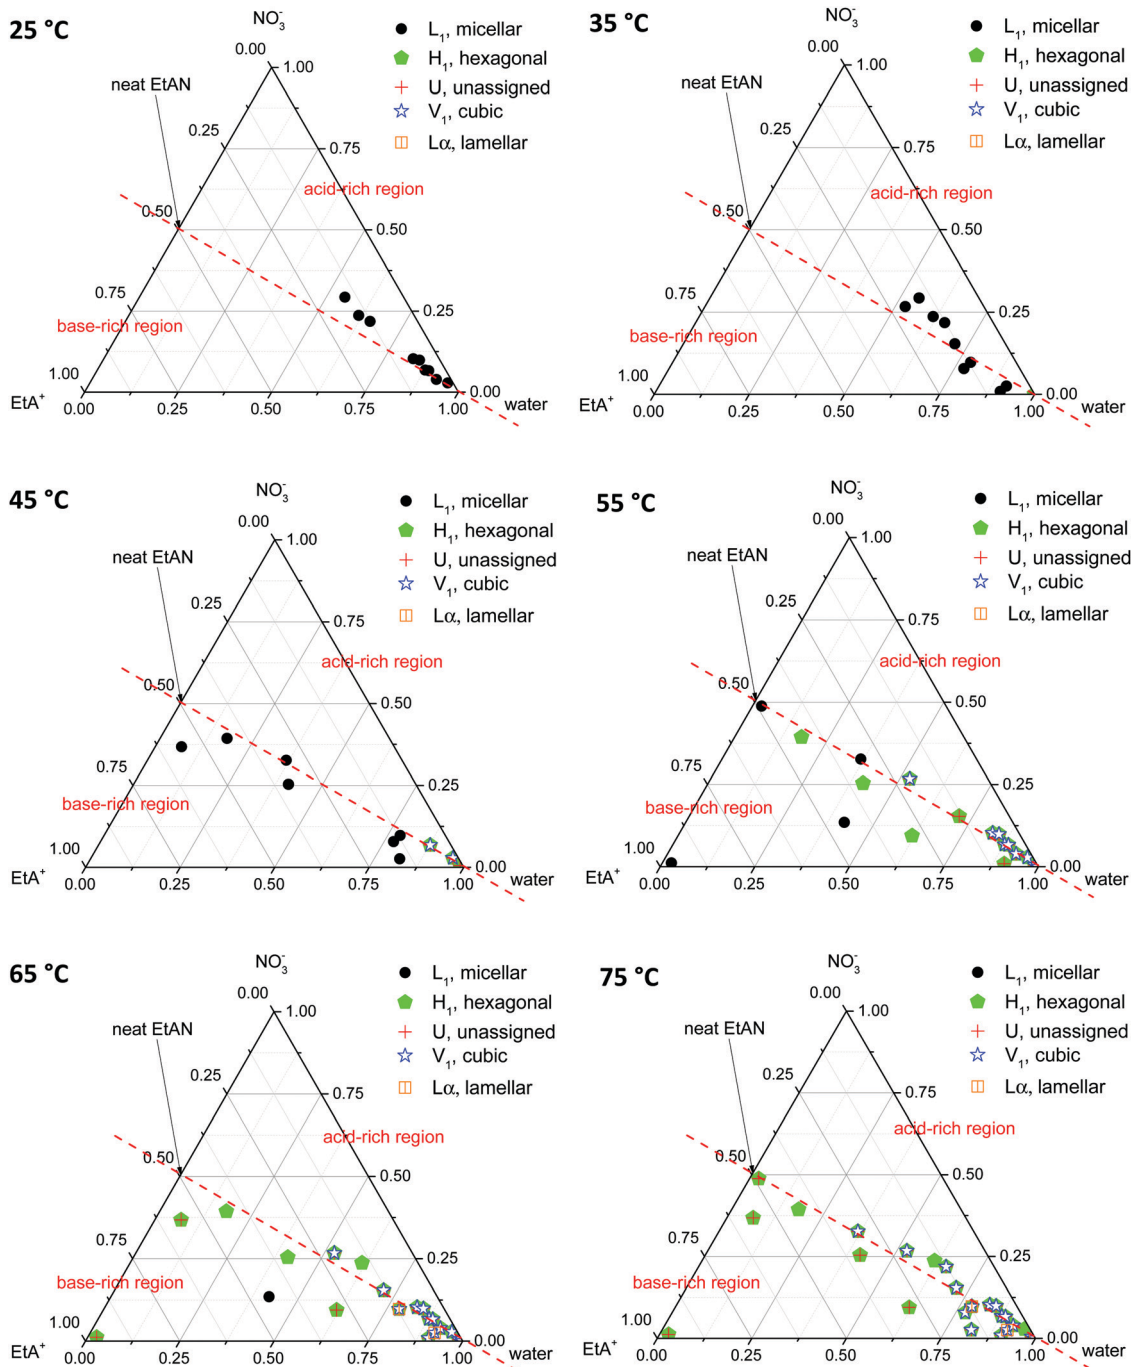 25 °C
NO₃⁻
L₁, micellar
H₁, hexagonal
U, unassigned
V₁, cubic
Lα, lamellar
neat EtAN
0.00
1.00
0.25
0.75
acid-rich region
0.50
0.50
0.75
0.25
base-rich region
1.00
0.00
EtA⁺
water
0.00
0.25
0.50
0.75
1.00
35 °C
NO₃⁻
L₁, micellar
H₁, hexagonal
U, unassigned
V₁, cubic
Lα, lamellar
neat EtAN
0.00
1.00
0.25
0.75
acid-rich region
0.50
0.50
0.75
0.25
base-rich region
1.00
0.00
EtA⁺
water
0.00
0.25
0.50
0.75
1.00
45 °C
NO₃⁻
L₁, micellar
H₁, hexagonal
U, unassigned
V₁, cubic
Lα, lamellar
neat EtAN
0.00
1.00
0.25
0.75
acid-rich region
0.50
0.50
0.75
0.25
base-rich region
1.00
0.00
EtA⁺
water
0.00
0.25
0.50
0.75
1.00
55 °C
NO₃⁻
L₁, micellar
H₁, hexagonal
U, unassigned
V₁, cubic
Lα, lamellar
neat EtAN
0.00
1.00
0.25
0.75
acid-rich region
0.50
0.50
0.75
0.25
base-rich region
1.00
0.00
EtA⁺
water
0.00
0.25
0.50
0.75
1.00
65 °C
NO₃⁻
L₁, micellar
H₁, hexagonal
U, unassigned
V₁, cubic
Lα, lamellar
neat EtAN
0.00
1.00
0.25
0.75
acid-rich region
0.50
0.50
0.75
0.25
base-rich region
1.00
0.00
EtA⁺
water
0.00
0.25
0.50
0.75
1.00
75 °C
NO₃⁻
L₁, micellar
H₁, hexagonal
U, unassigned
V₁, cubic
Lα, lamellar
neat EtAN
0.00
1.00
0.25
0.75
acid-rich region
0.50
0.50
0.75
0.25
base-rich region
1.00
0.00
EtA⁺
water
0.00
0.25
0.50
0.75
1.00